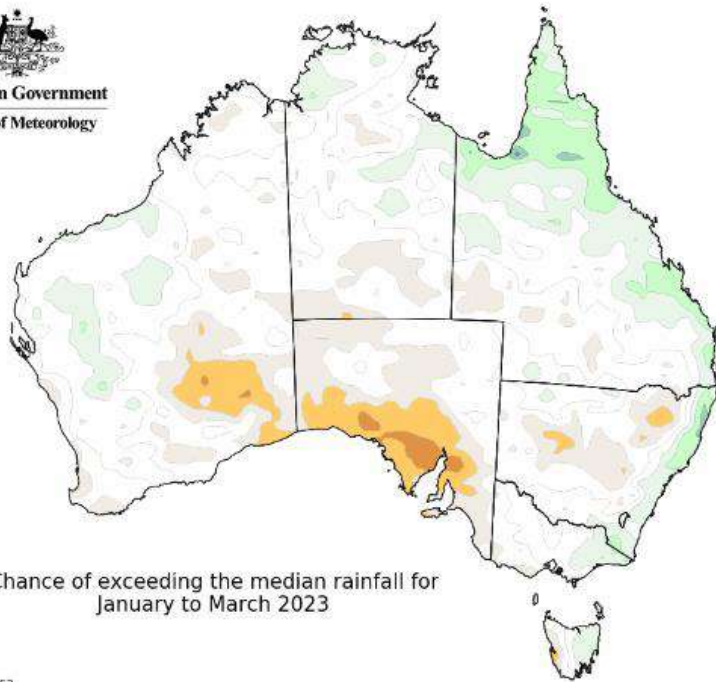 n Government
of Meteorology
Chance of exceeding the median rainfall for
January to March 2023